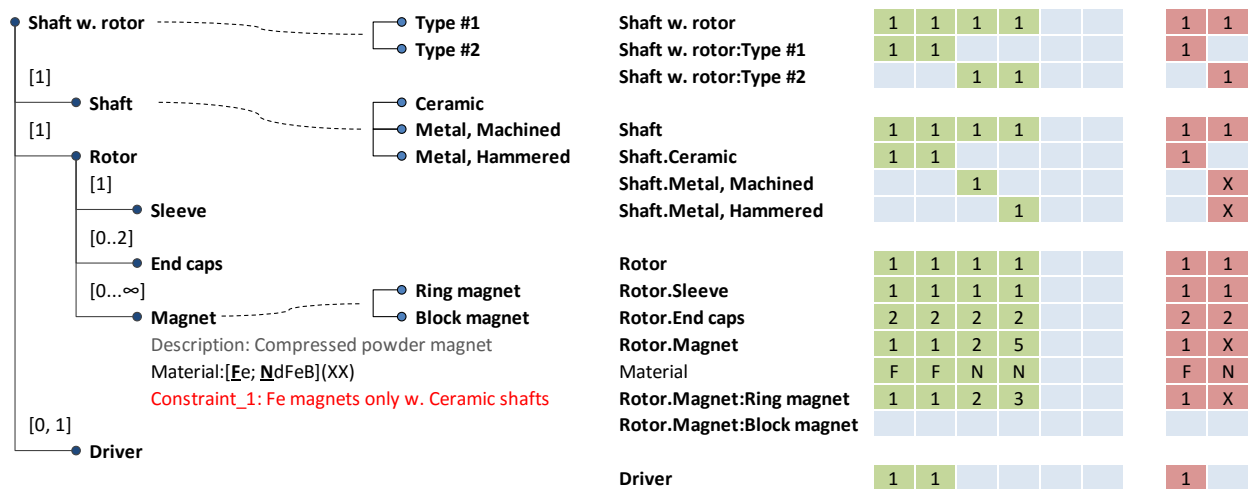 Shaft w. rotor
Type #1
Type #2
[1]
Shaft
Ceramic
Metal, Machined
Metal, Hammered
[1]
Rotor
[1]
Sleeve
[0..2]
End caps
[0...∞]
Magnet
Ring magnet
Block magnet
Description: Compressed powder magnet
Material:[Fe; NdFeB](XX)
Constraint_1: Fe magnets only w. Ceramic shafts
[0, 1]
Driver
Shaft w. rotor 1 1 1 1 1 1
Shaft w. rotor:Type #1 1 1 1
Shaft w. rotor:Type #2 1 1 1
Shaft 1 1 1 1 1 1
Shaft.Ceramic 1 1 1
Shaft.Metal, Machined 1 X
Shaft.Metal, Hammered 1 X
Rotor 1 1 1 1 1 1
Rotor.Sleeve 1 1 1 1 1 1
Rotor.End caps 2 2 2 2 2 2
Rotor.Magnet 1 1 2 5 1 X
Material F F N N F N
Rotor.Magnet:Ring magnet 1 1 2 3 1 X
Rotor.Magnet:Block magnet
Driver 1 1 1